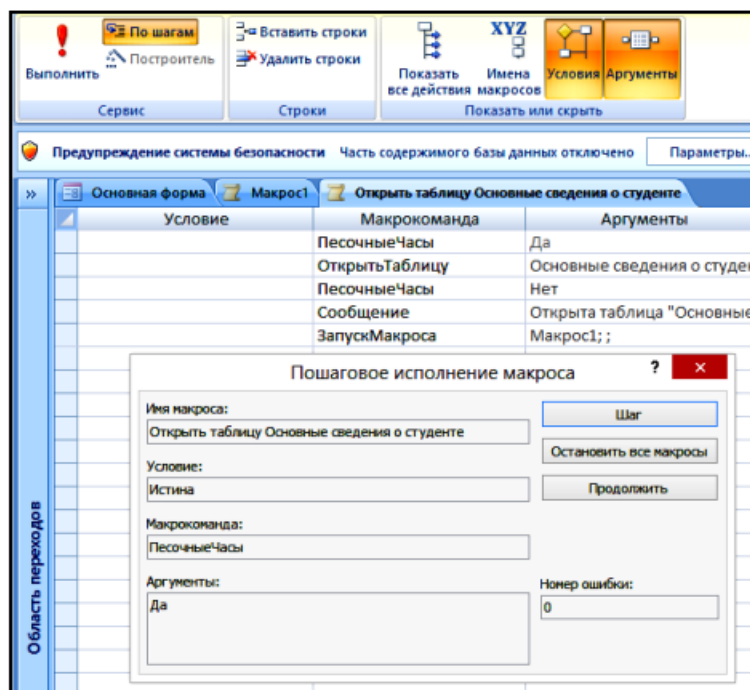 По шагам
Вставить строки
XYZ
Выполнить
Построитель
Удалить строки
Показать все действия
Имена макросов
Условия
Аргументы
Сервис
Строки
Показать или скрыть
Предупреждение системы безопасности Часть содержимого базы данных отключено Параметры...
» Основная форма Макрос1 Открыть таблицу Основные сведения о студенте
Условие Макрокоманда Аргументы
ПесочныеЧасы Да
ОткрытьТаблицу Основные сведения о студе
ПесочныеЧасы Нет
Сообщение Открыта таблица "Основные
ЗапускМакроса Макрос1; ;
Область переходов
Пошаговое исполнение макроса ? ×
Имя макроса:
Открыть таблицу Основные сведения о студенте
Шаг
Остановить все макросы
Продолжить
Условие:
Истина
Макрокоманда:
ПесочныеЧасы
Аргументы:
Да
Номер ошибки:
0